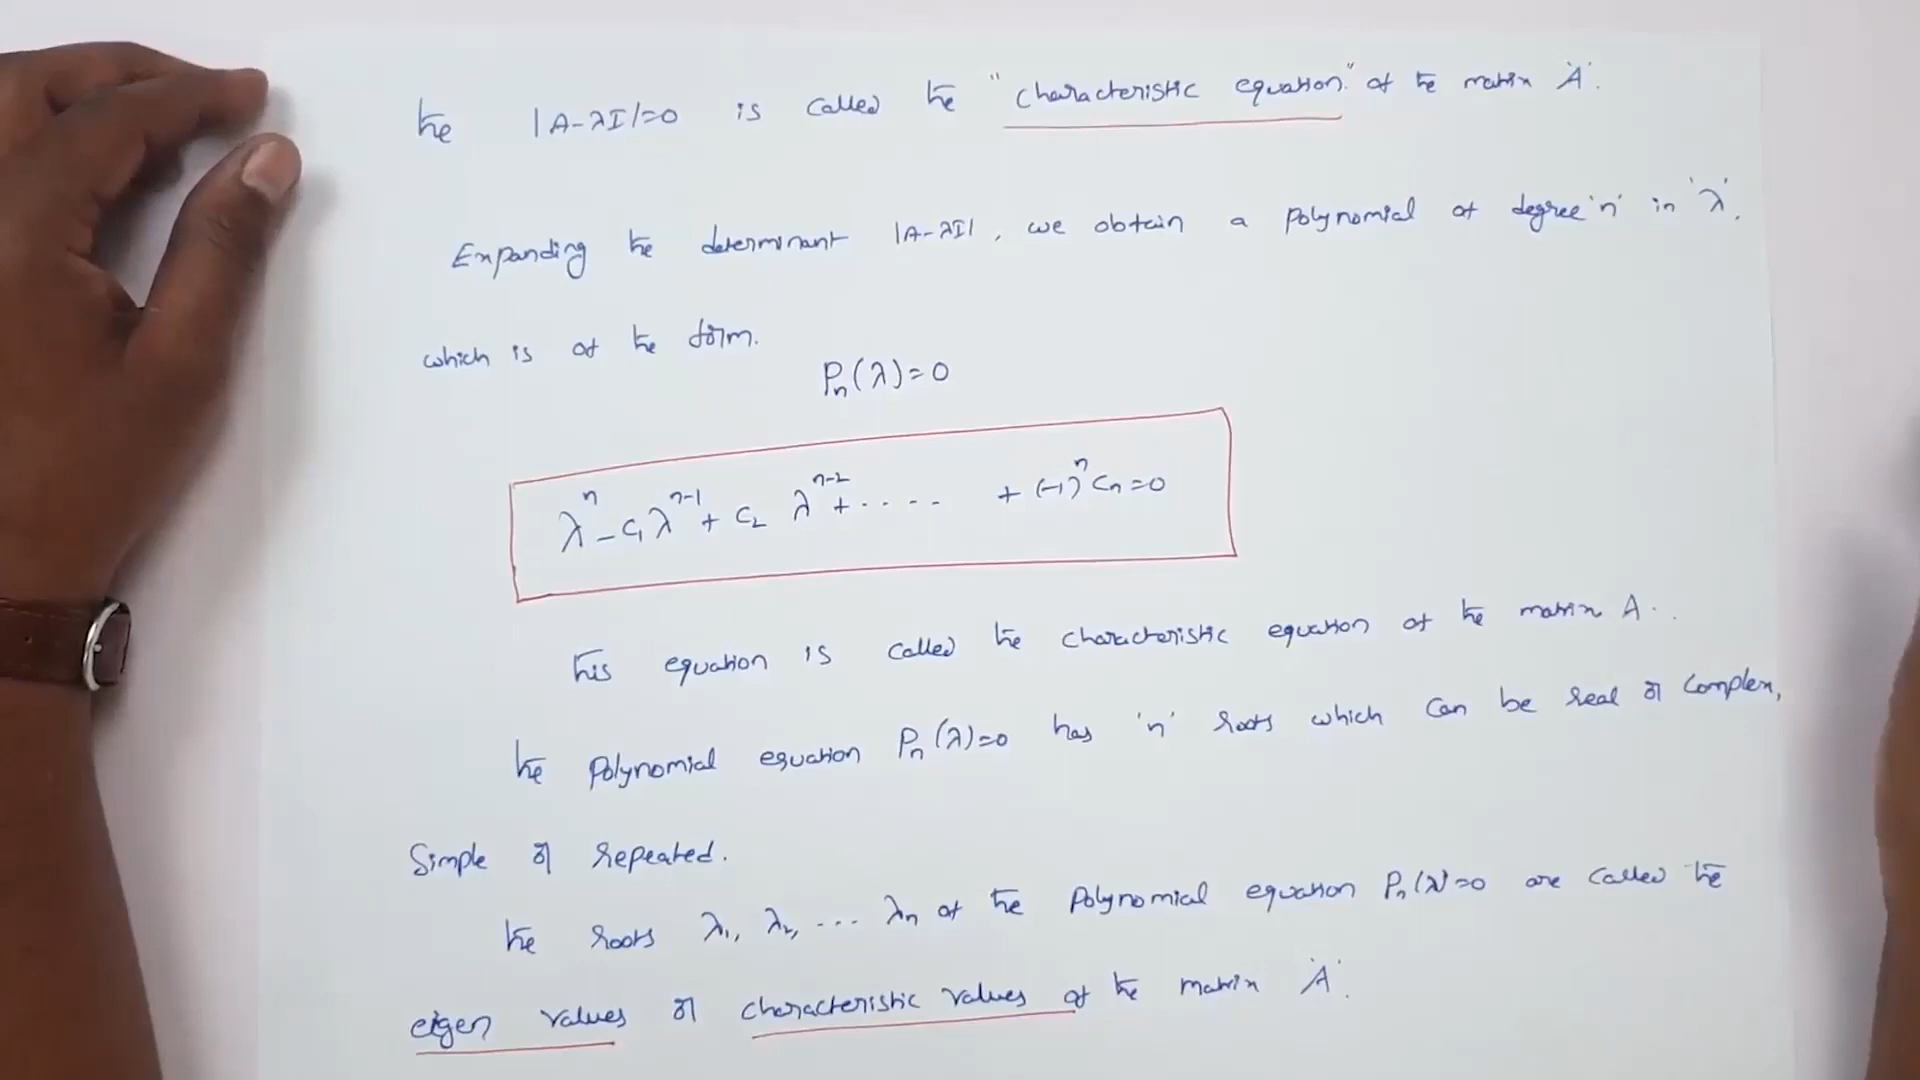 The |A-λI|=0 is called the "characteristic equation" of the matrix 'A'.
Expanding the determinant |A-λI|, we obtain a polynomial of degree 'n' in 'λ'.
which is of the form.
Pn(λ)=0
λ^n - c₁λ^(n-1) + c₂ λ^(n-2) + ..... + (-1)^n cn = 0
This equation is called the characteristic equation of the matrix A.
The polynomial equation Pn(λ)=0 has 'n' roots which can be real or complex,
Simple or repeated.
The roots λ₁, λ₂, ... λn of the polynomial equation Pn(λ)=0 are called the
eigen values or characteristic values of the matrix 'A'.